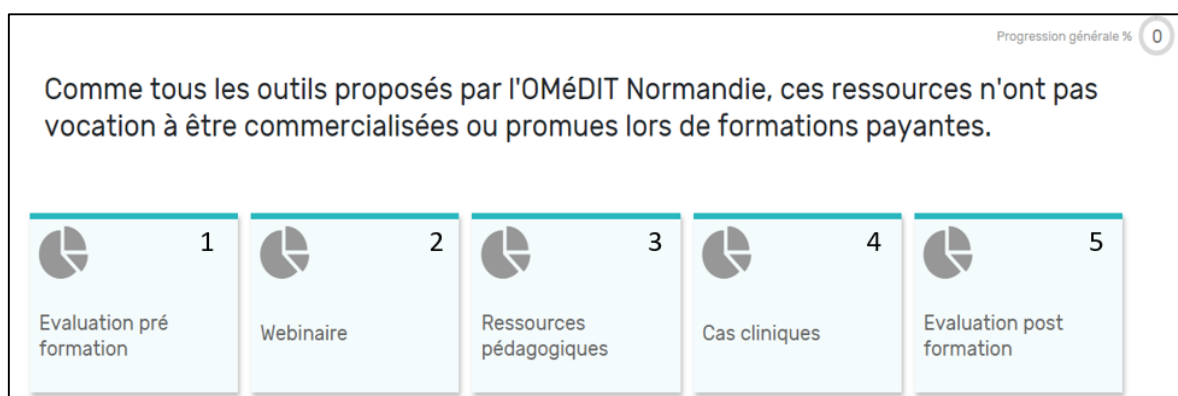 Progression générale % 0
Comme tous les outils proposés par l'OMéDIT Normandie, ces ressources n'ont pas
vocation à être commercialisées ou promues lors de formations payantes.
1
Evaluation pré
formation
2
Webinaire
3
Ressources
pédagogiques
4
Cas cliniques
5
Evaluation post
formation